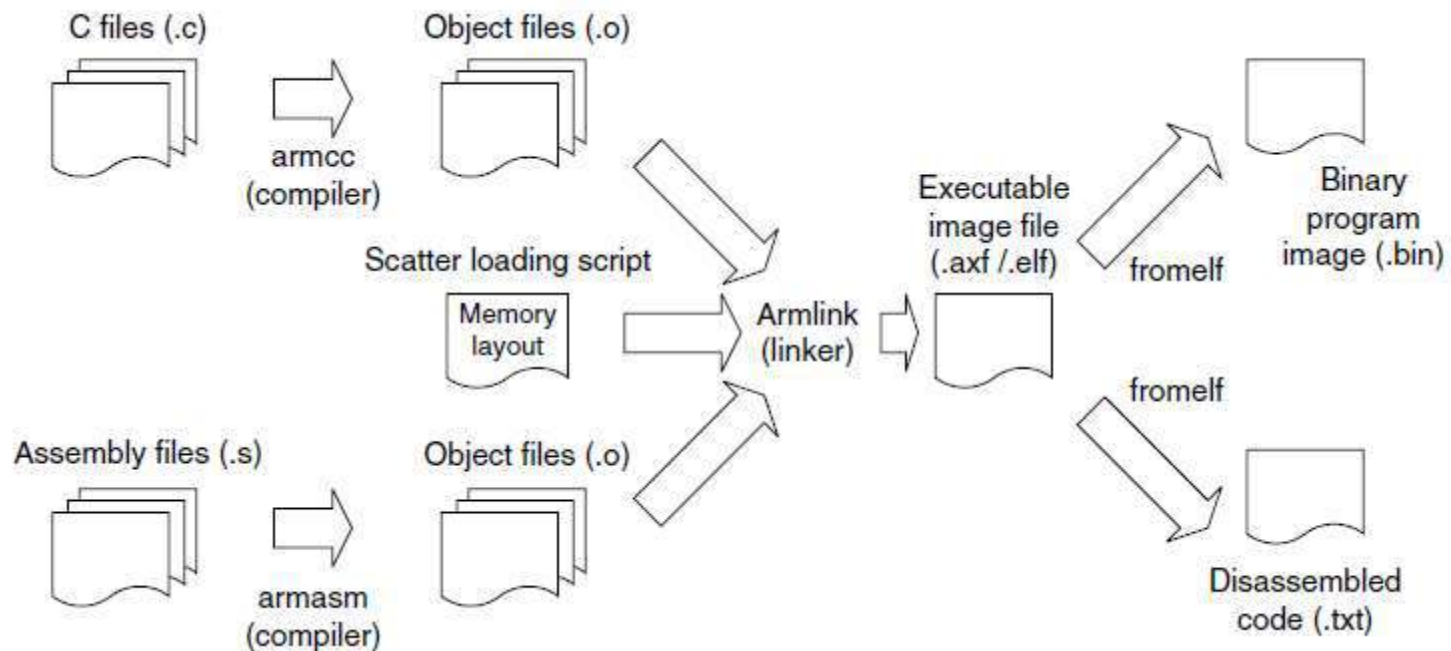 C files (.c)
Object files (.o)
armcc
(compiler)
Scatter loading script
Memory
layout
Assembly files (.s)
Object files (.o)
armasm
(compiler)
Armlink
(linker)
Executable
image file
(.axf /.elf)
fromelf
Binary
program
image (.bin)
fromelf
Disassembled
code (.txt)